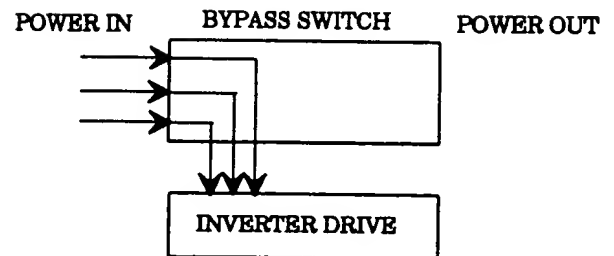 POWER IN
BYPASS SWITCH
POWER OUT
INVERTER DRIVE